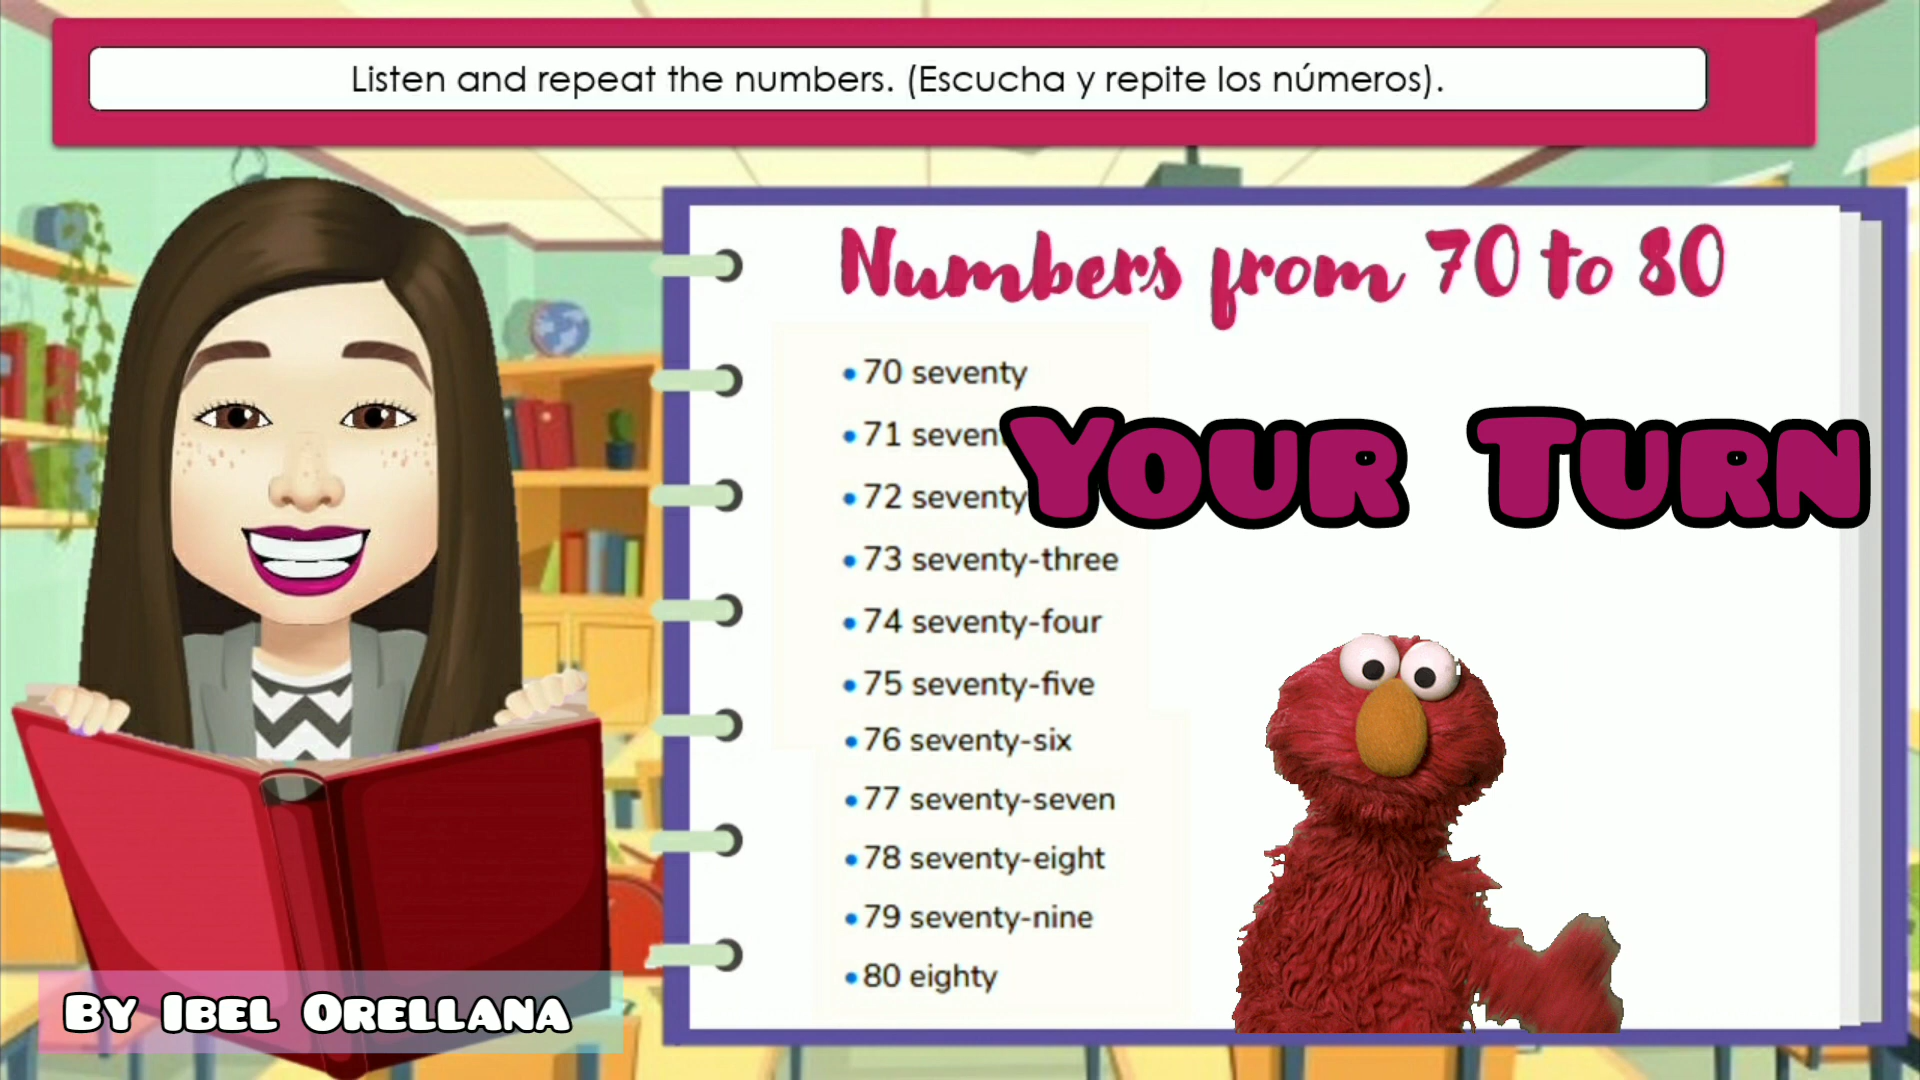 Listen and repeat the numbers. (Escucha y repite los números).
Numbers from 70 to 80
• 70 seventy
• 71
• 72
YOUR TURN
• 73 seventy-three
• 74 seventy-four
• 75 seventy-five
• 76 seventy-six
• 77 seventy-seven
• 78 seventy-eight
• 79 seventy-nine
• 80 eighty
BY IBEL ORELLANA